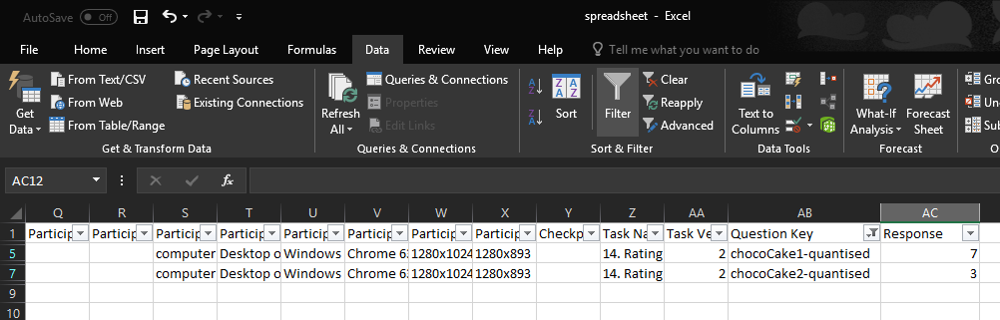 AutoSave Off spreadsheet - Excel
File Home Insert Page Layout Formulas Data Review View Help Tell me what you want to do
Get Data From Text/CSV From Web From Table/Range Recent Sources Existing Connections
Get & Transform Data
Refresh All Queries & Connections Properties Edit Links
Queries & Connections
Sort Filter Clear Reapply Advanced
Sort & Filter
Text to Columns
Data Tools
What-If Analysis Forecast Sheet
Forecast
AC12 fx
Q R S T U V W X Y Z AA AB AC
1 Particip Particip Particip Particip Particip Particip Particip Particip Checkp Task Na Task Ve Question Key Response
5 computer Desktop o Windows Chrome 6 1280x1024 1280x893 14. Rating 2 chocoCake1-quantised 7
7 computer Desktop o Windows Chrome 6 1280x1024 1280x893 14. Rating 2 chocoCake2-quantised 3
9
10